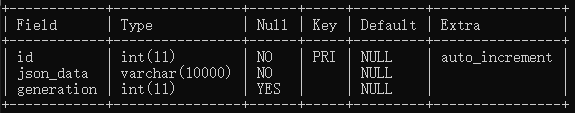 +------------+----------------+------+-----+---------+----------------+
| Field      | Type           | Null | Key | Default | Extra          |
+------------+----------------+------+-----+---------+----------------+
| id         | int(11)        | NO   | PRI | NULL    | auto_increment |
| json_data  | varchar(10000) | NO   |     | NULL    |                |
| generation | int(11)        | YES  |     | NULL    |                |
+------------+----------------+------+-----+---------+----------------+